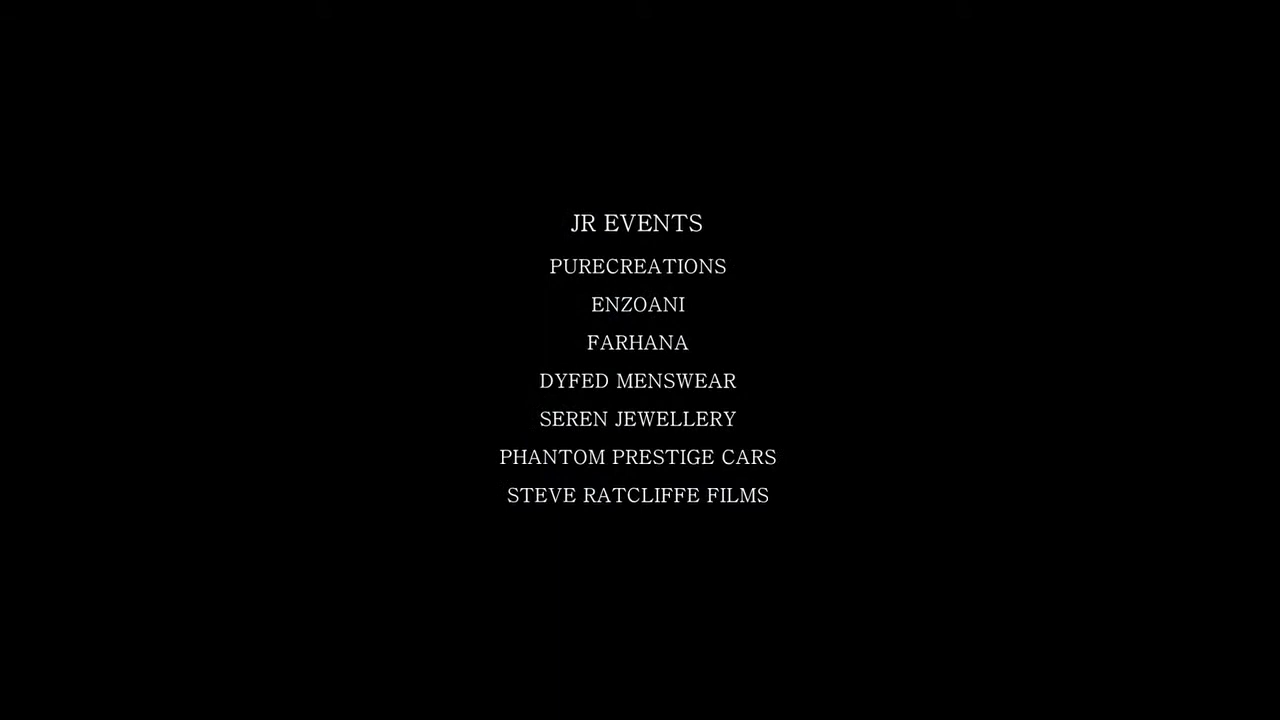 JR EVENTS
PURECREATIONS
ENZOANI
FARHANA
DYFED MENSWEAR
SEREN JEWELLERY
PHANTOM PRESTIGE CARS
STEVE RATCLIFFE FILMS